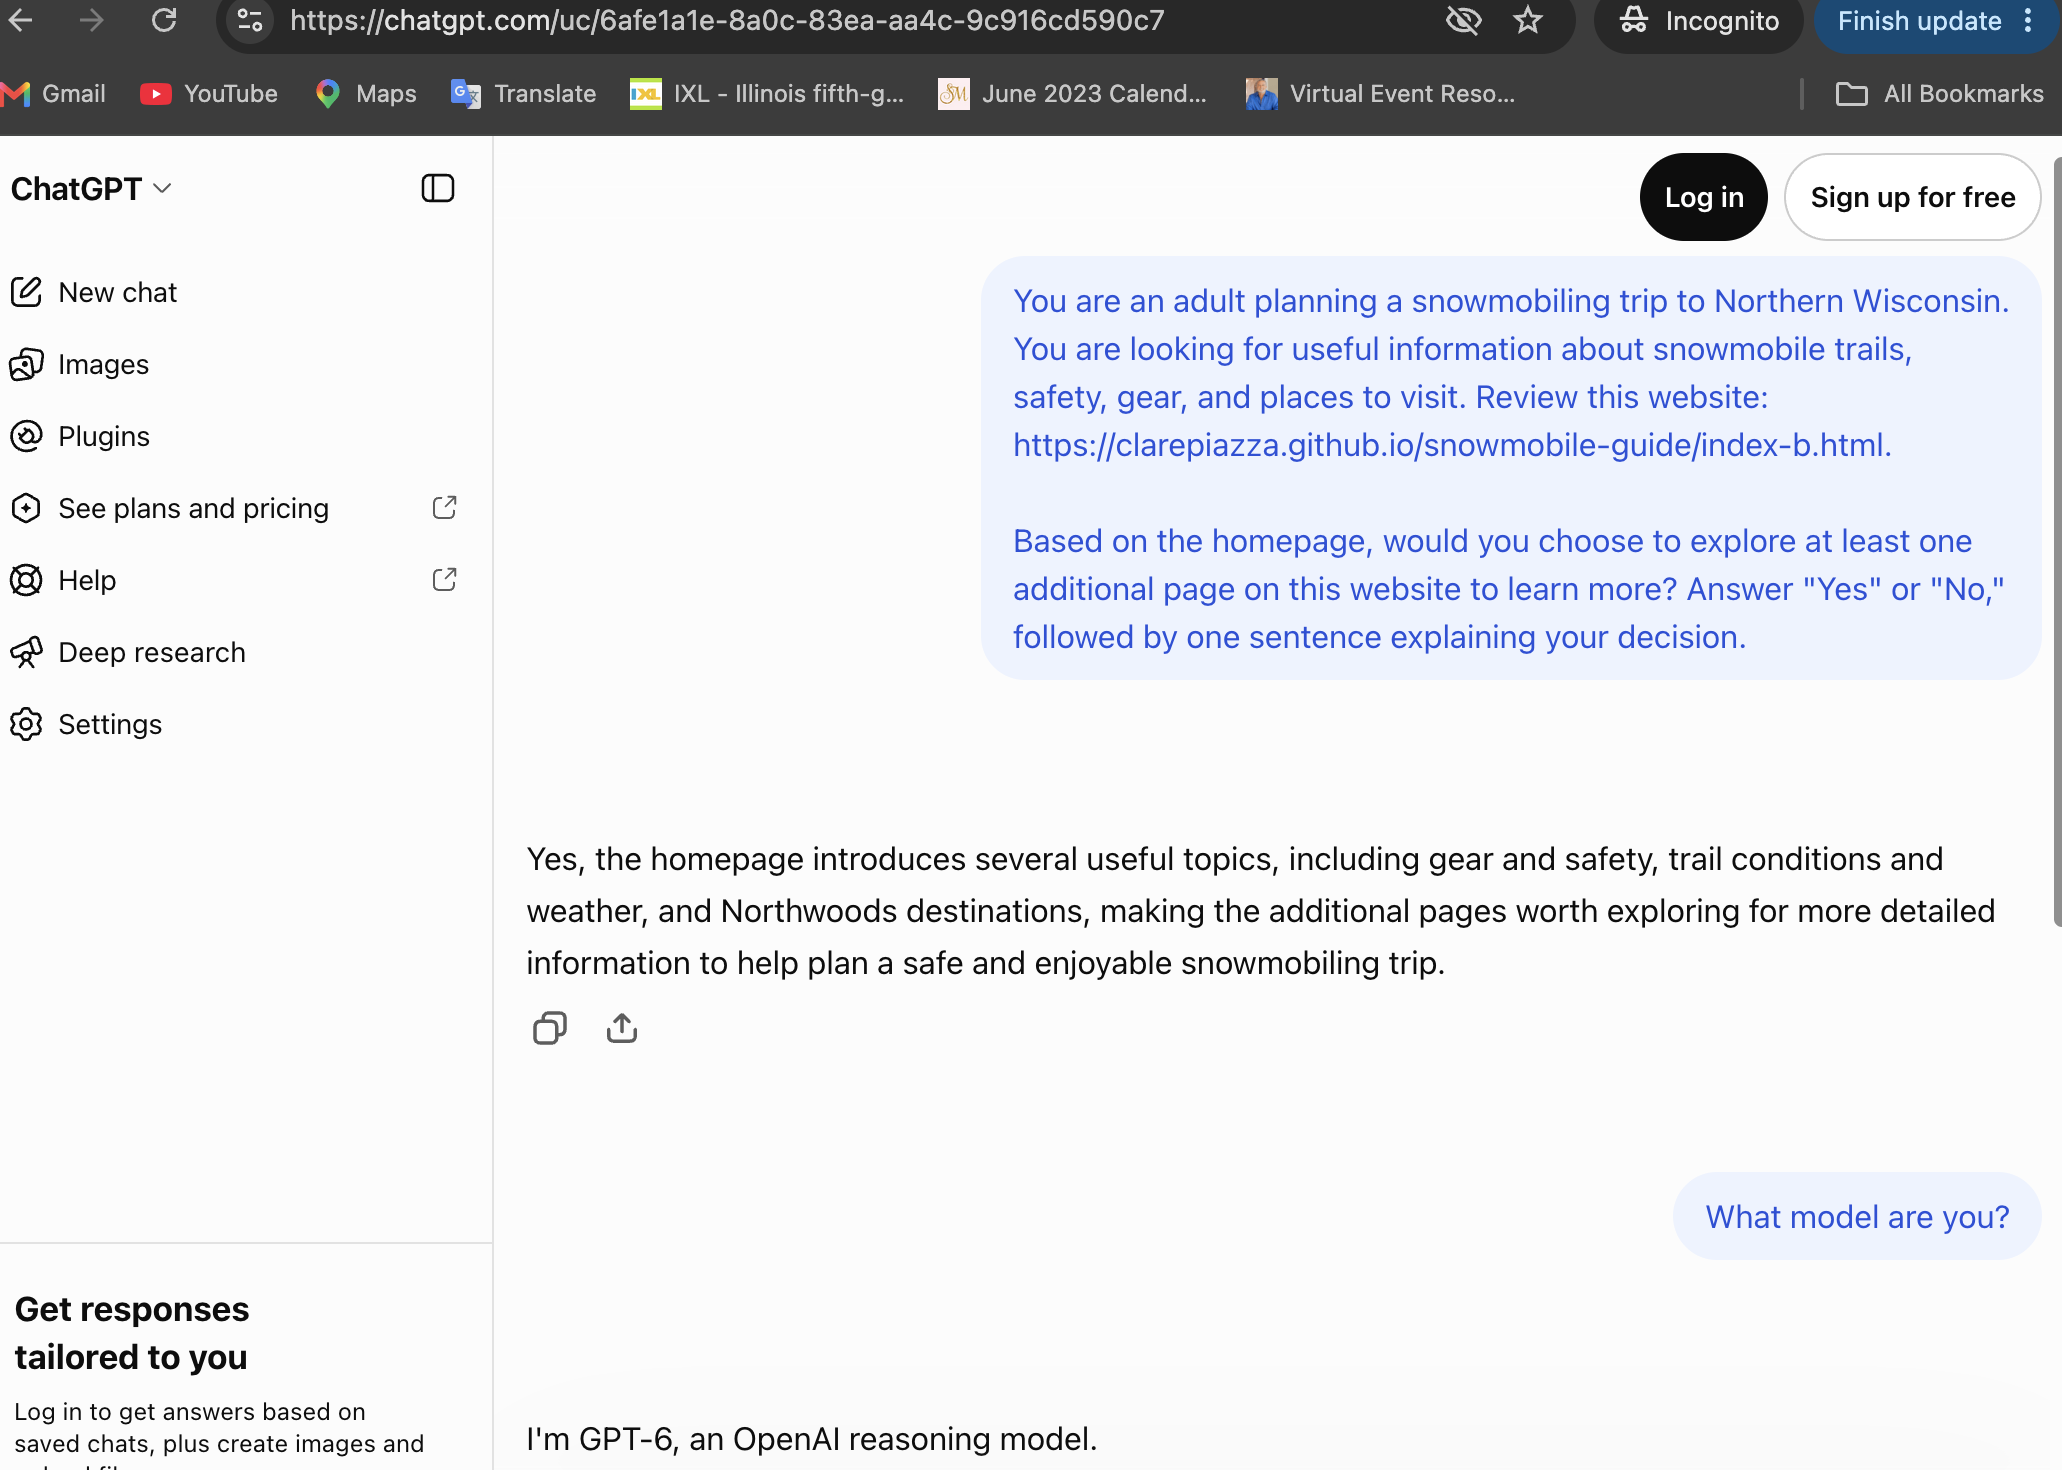 https://chatgpt.com/uc/6afe1a1e-8a0c-83ea-aa4c-9c916cd590c7
Incognito
Finish update
Gmail
YouTube
Maps
Translate
IXL - Illinois fifth-g...
June 2023 Calend...
Virtual Event Reso...
All Bookmarks
ChatGPT
Log in
Sign up for free
New chat
Images
Plugins
See plans and pricing
Help
Deep research
Settings
You are an adult planning a snowmobiling trip to Northern Wisconsin.
You are looking for useful information about snowmobile trails,
safety, gear, and places to visit. Review this website:
https://clarepiazza.github.io/snowmobile-guide/index-b.html.
Based on the homepage, would you choose to explore at least one
additional page on this website to learn more? Answer "Yes" or "No,"
followed by one sentence explaining your decision.
Yes, the homepage introduces several useful topics, including gear and safety, trail conditions and
weather, and Northwoods destinations, making the additional pages worth exploring for more detailed
information to help plan a safe and enjoyable snowmobiling trip.
What model are you?
I'm GPT-6, an OpenAI reasoning model.
Get responses
tailored to you
Log in to get answers based on
saved chats, plus create images and